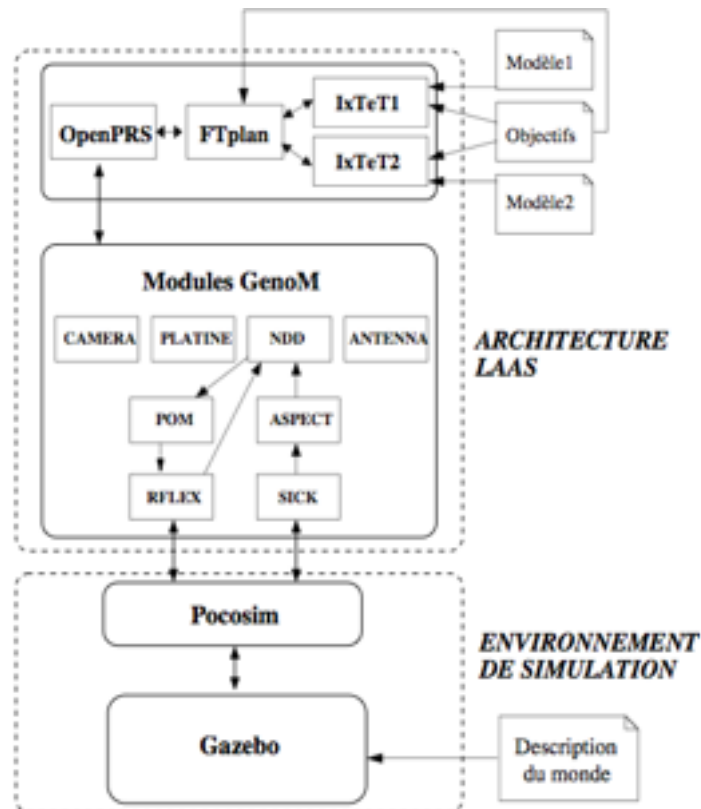 Modèle1
IxTeT1
OpenPRS
FTplan
Objectifs
IxTeT2
Modèle2
Modules GenoM
CAMERA
PLATINE
NDD
ANTENNA
ARCHITECTURE
LAAS
POM
ASPECT
RFLEX
SICK
Pocosim
ENVIRONNEMENT
DE SIMULATION
Gazebo
Description
du monde